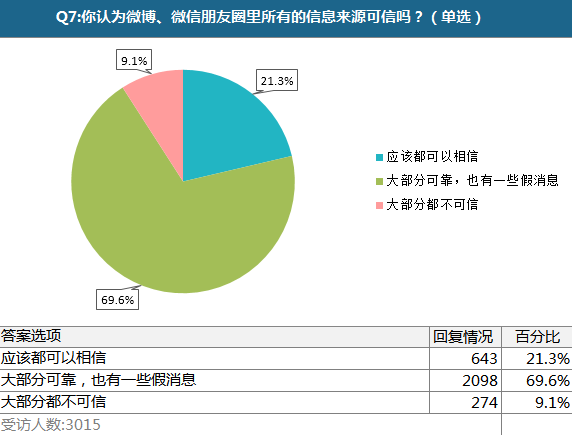 Q7:你认为微博、微信朋友圈里所有的信息来源可信吗？（单选）
9.1%
21.3%
应该都可以相信
大部分可靠，也有一些假消息
大部分都不可信
69.6%
答案选项 回复情况 百分比
应该都可以相信 643 21.3%
大部分可靠，也有一些假消息 2098 69.6%
大部分都不可信 274 9.1%
受访人数:3015